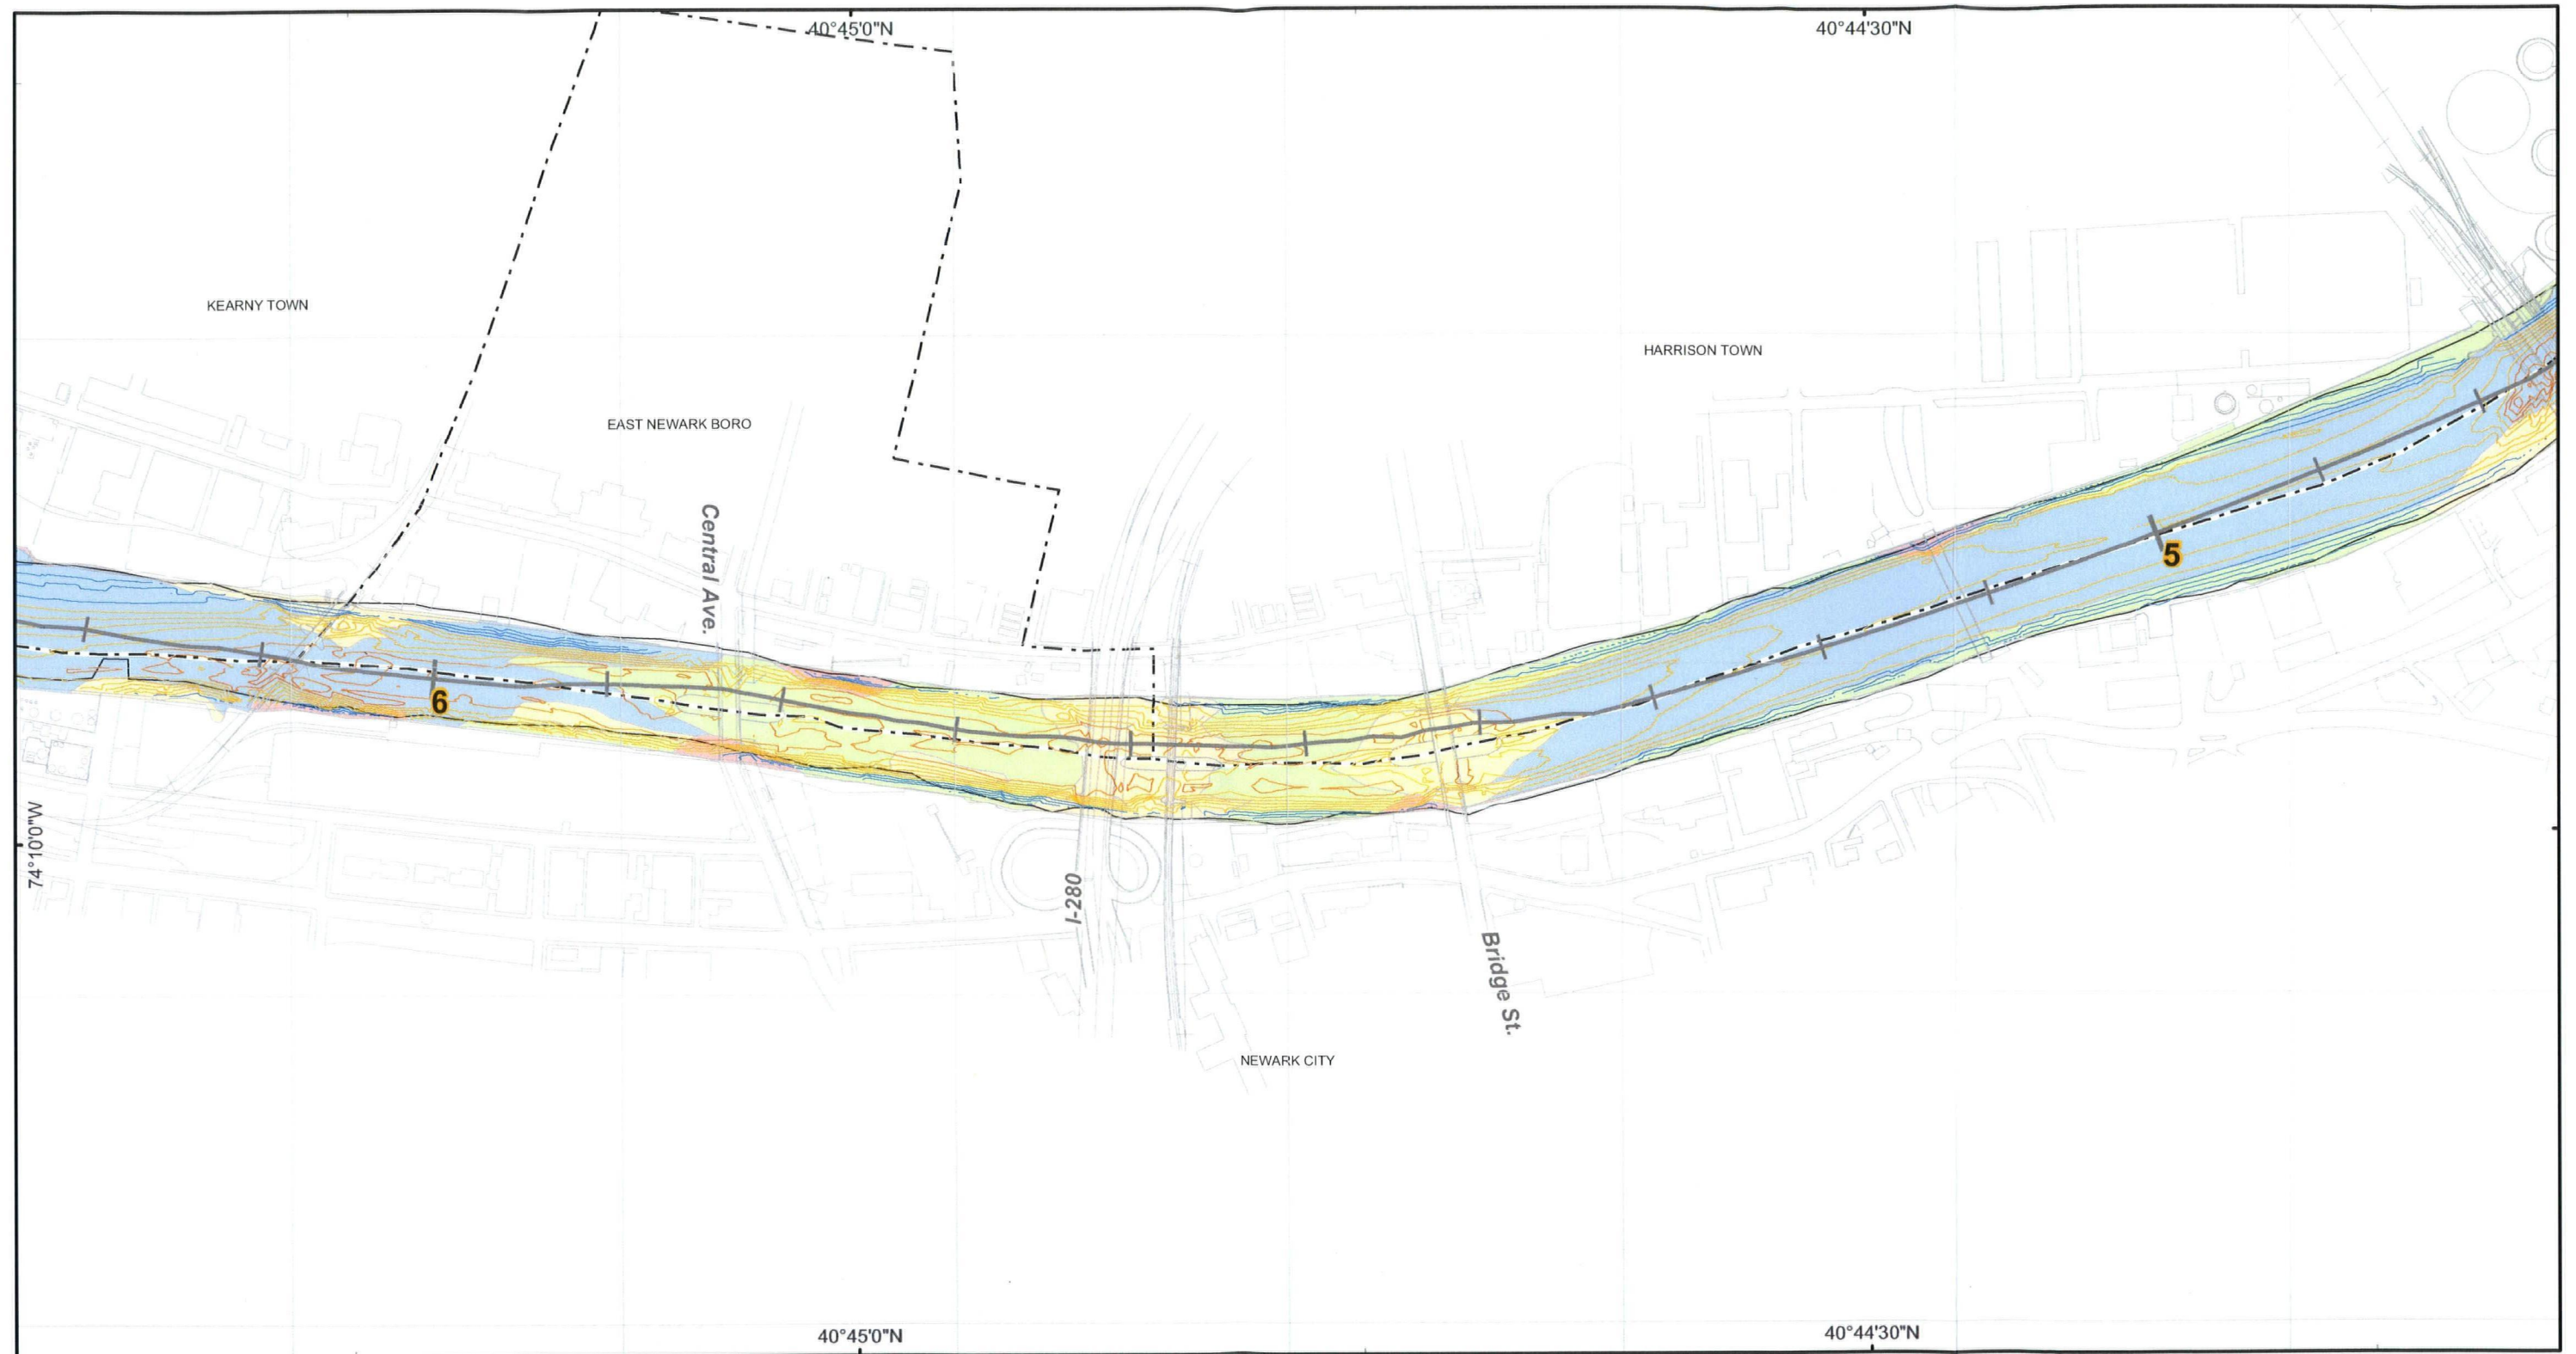 40°45'0"N
40°44'30"N
KEARNY TOWN
HARRISON TOWN
EAST NEWARK BORO
Central Ave.
5
6
74°10'0"W
I-280
Bridge St.
NEWARK CITY
40°45'0"N
40°44'30"N